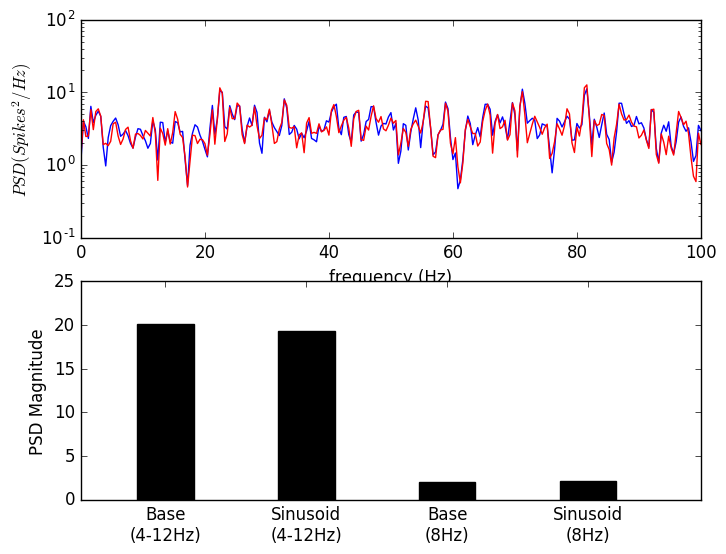 10^2
10^1
10^0
10^-1
PSD(Spikes^2/Hz)
0 20 40 60 80 100
frequency (Hz)
25
20
15
10
5
0
PSD Magnitude
Base Sinusoid Base Sinusoid
(4-12Hz) (4-12Hz) (8Hz) (8Hz)